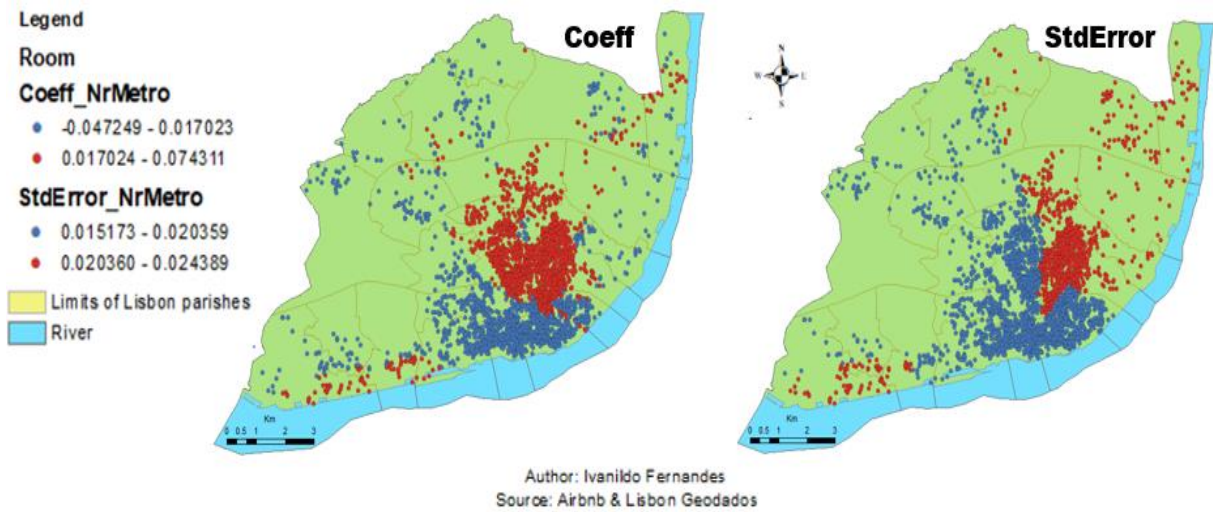 Legend
Room
Coeff_NrMetro
-0.047249 - 0.017023
0.017024 - 0.074311
StdError_NrMetro
0.015173 - 0.020359
0.020360 - 0.024389
Limits of Lisbon parishes
River
Coeff
Km
0 0.5 1 2 3
N
W E
S
StdError
Km
0 0.5 1 2 3
Author: Ivanildo Fernandes
Source: Airbnb & Lisbon Geodados